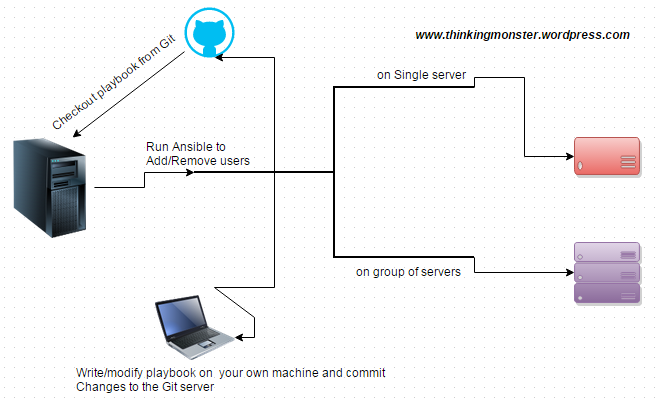 www.thinkingmonster.wordpress.com
Checkout playbook from Git
on Single server
Run Ansible to
Add/Remove users
on group of servers
Write/modify playbook on  your own machine and commit
Changes to the Git server